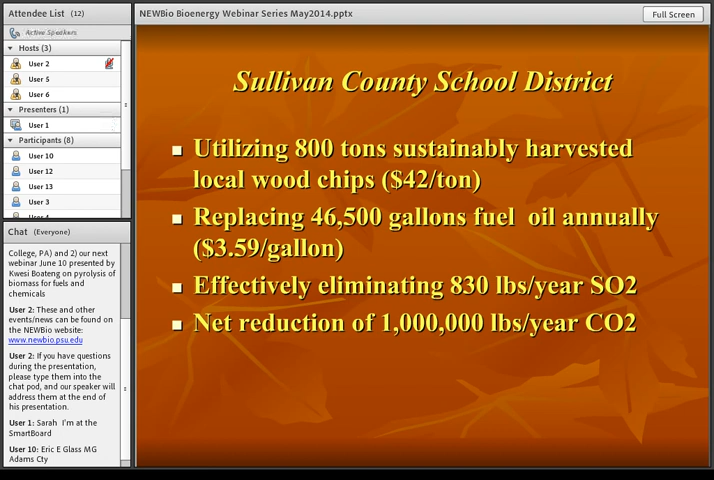 Attendee List (12)
Active Speakers
Hosts (3)
User 2
User 5
User 6
Presenters (1)
User 1
Participants (8)
User 10
User 12
User 13
User 3
Chat (Everyone)
College, PA) and 2) our next
webinar June 10 presented by
Kwesi Boateng on pyrolysis of
biomass for fuels and
chemicals
User 2: These and other
events/news can be found on
the NEWBio website:
www.newbio.psu.edu
User 2: If you have questions
during the presentation,
please type them into the
chat pod, and our speaker will
address them at the end of
his presentation.
User 1: Sarah I'm at the
SmartBoard
User 10: Eric E Glass MG
Adams Cty
NEWBio Bioenergy Webinar Series May2014.pptx
Full Screen
Sullivan County School District
Utilizing 800 tons sustainably harvested
local wood chips ($42/ton)
Replacing 46,500 gallons fuel oil annually
($3.59/gallon)
Effectively eliminating 830 lbs/year SO2
Net reduction of 1,000,000 lbs/year CO2